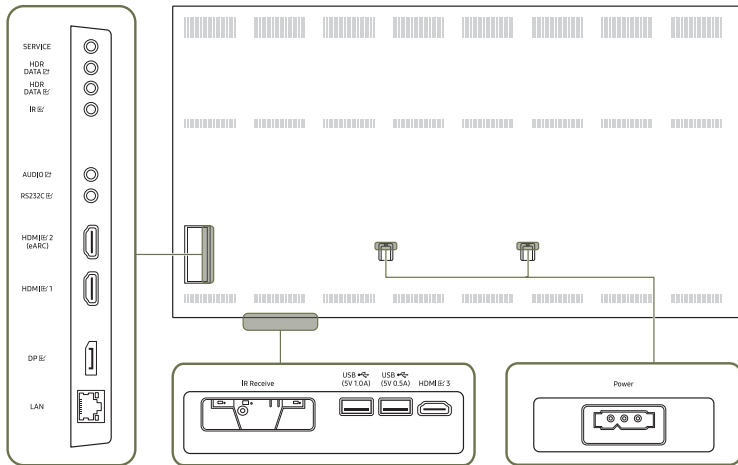 SERVICE
HDR
DATA
HDR
DATA
IR
AUDIO
RS232C
HDMI 2
(eARC)
HDMI 1
DP
LAN
IR Receive
USB
(5V 1.0A)
USB
(5V 0.5A)
HDMI 3
Power